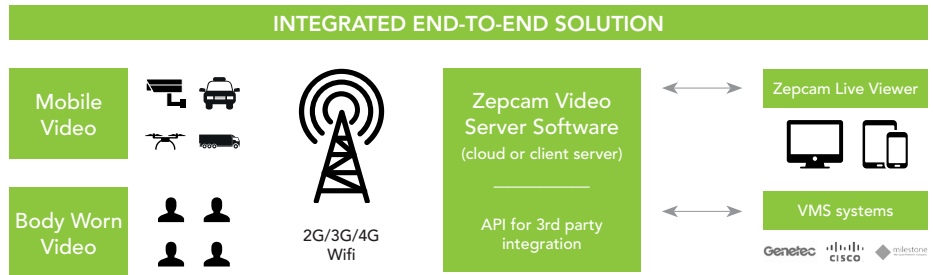 INTEGRATED END-TO-END SOLUTION
Mobile
Video
Body Worn
Video
2G/3G/4G
Wifi
Zepcam Video
Server Software
(cloud or client server)
API for 3rd party
integration
Zepcam Live Viewer
VMS systems
Genetec
CISCO
milestone